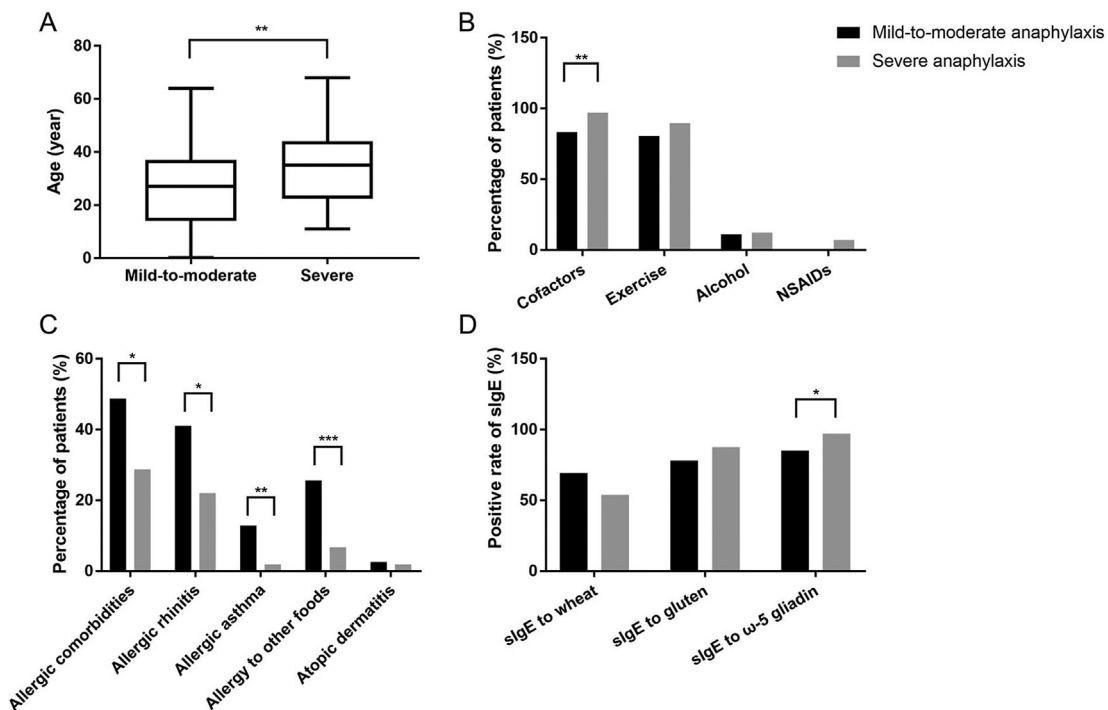 A
Age (year)
80
60
40
20
0
**
Mild-to-moderate
Severe
B
Percentage of patients (%)
150
100
50
0
**
Cofactors
Exercise
Alcohol
NSAIDs
Mild-to-moderate anaphylaxis
Severe anaphylaxis
C
Percentage of patients (%)
60
40
20
0
*
*
**
***
Allergic comorbidities
Allergic rhinitis
Allergic asthma
Allergy to other foods
Atopic dermatitis
D
Positive rate of sIgE (%)
150
100
50
0
*
sIgE to wheat
sIgE to gluten
sIgE to ω-5 gliadin